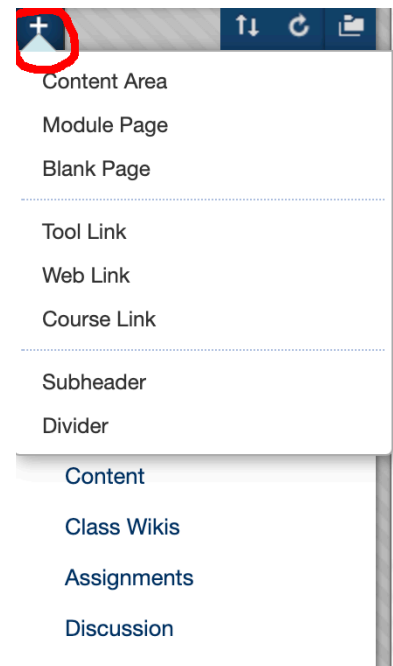 Content Area
Module Page
Blank Page
Tool Link
Web Link
Course Link
Subheader
Divider
Content
Class Wikis
Assignments
Discussion